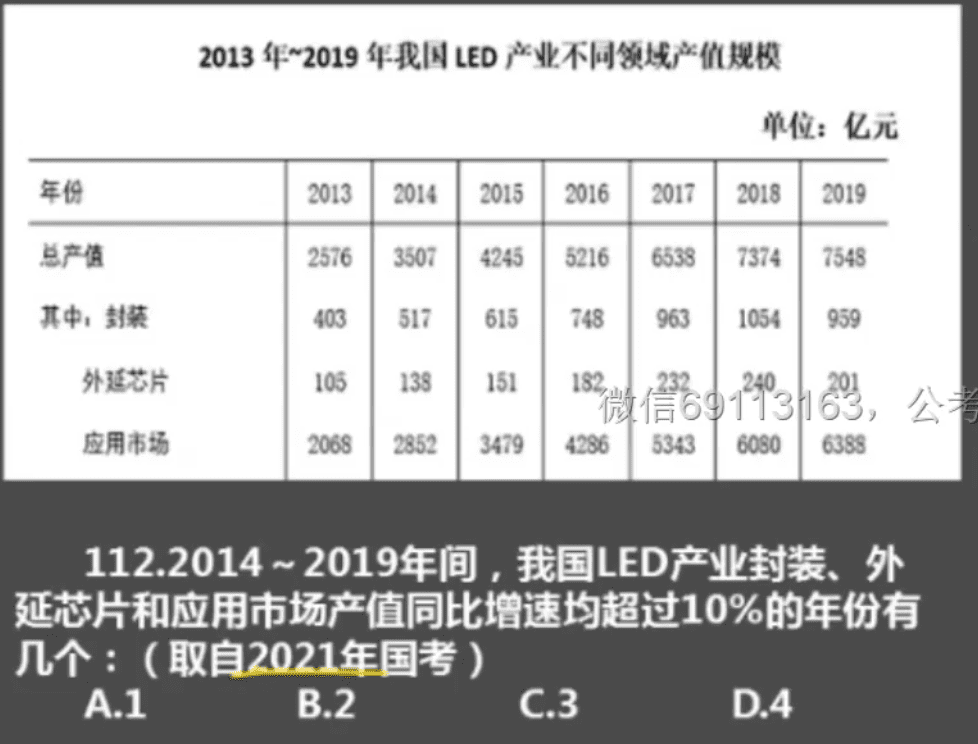 2013 年~2019 年我国 LED 产业不同领域产值规模
单位：亿元
年份 2013 2014 2015 2016 2017 2018 2019
总产值 2576 3507 4245 5216 6538 7374 7548
其中：封装 403 517 615 748 963 1054 959
外延芯片 105 138 151 182 232 240 201
微信69113163，公考
应用市场 2068 2852 3479 4286 5343 6080 6388
112.2014～2019年间，我国LED产业封装、外
延芯片和应用市场产值同比增速均超过10%的年份有
几个：（取自2021年国考）
A.1 B.2 C.3 D.4